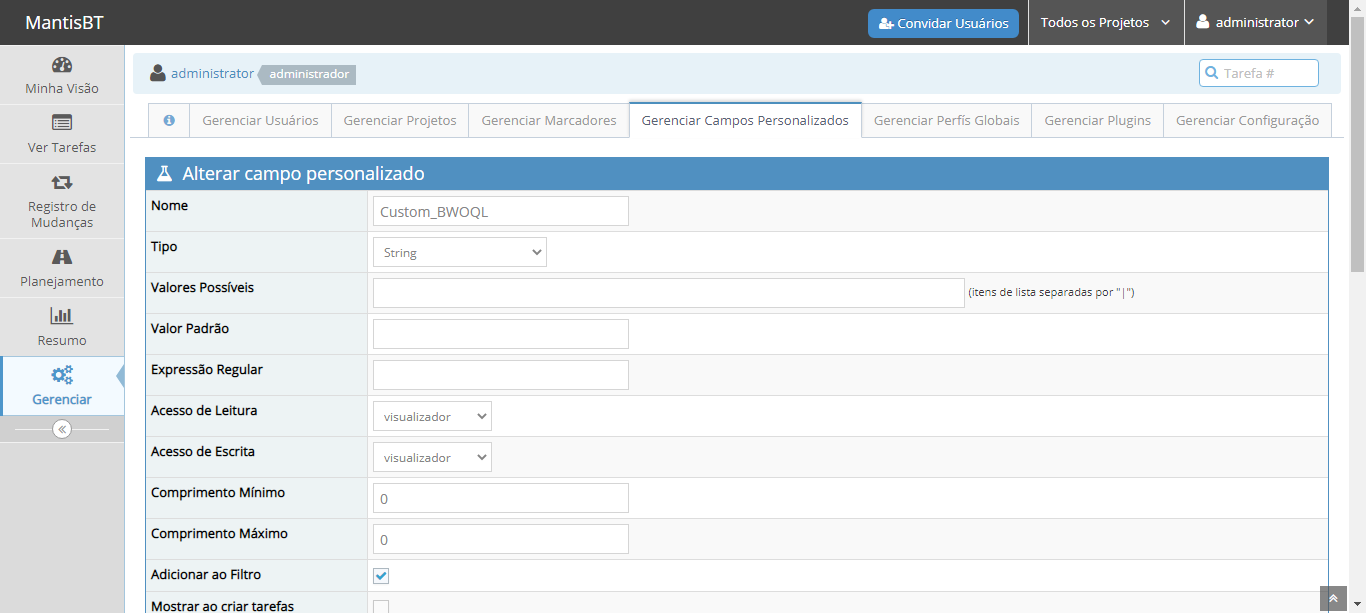 MantisBT
Convidar Usuários
Todos os Projetos
administrator
Minha Visão
Ver Tarefas
Registro de
Mudanças
Planejamento
Resumo
Gerenciar
administrator
administrador
Tarefa #
Gerenciar Usuários
Gerenciar Projetos
Gerenciar Marcadores
Gerenciar Campos Personalizados
Gerenciar Perfís Globais
Gerenciar Plugins
Gerenciar Configuração
Alterar campo personalizado
Nome
Custom_BWOQL
Tipo
String
Valores Possíveis
(itens de lista separadas por "|")
Valor Padrão
Expressão Regular
Acesso de Leitura
visualizador
Acesso de Escrita
visualizador
Comprimento Mínimo
0
Comprimento Máximo
0
Adicionar ao Filtro
Mostrar ao criar tarefas